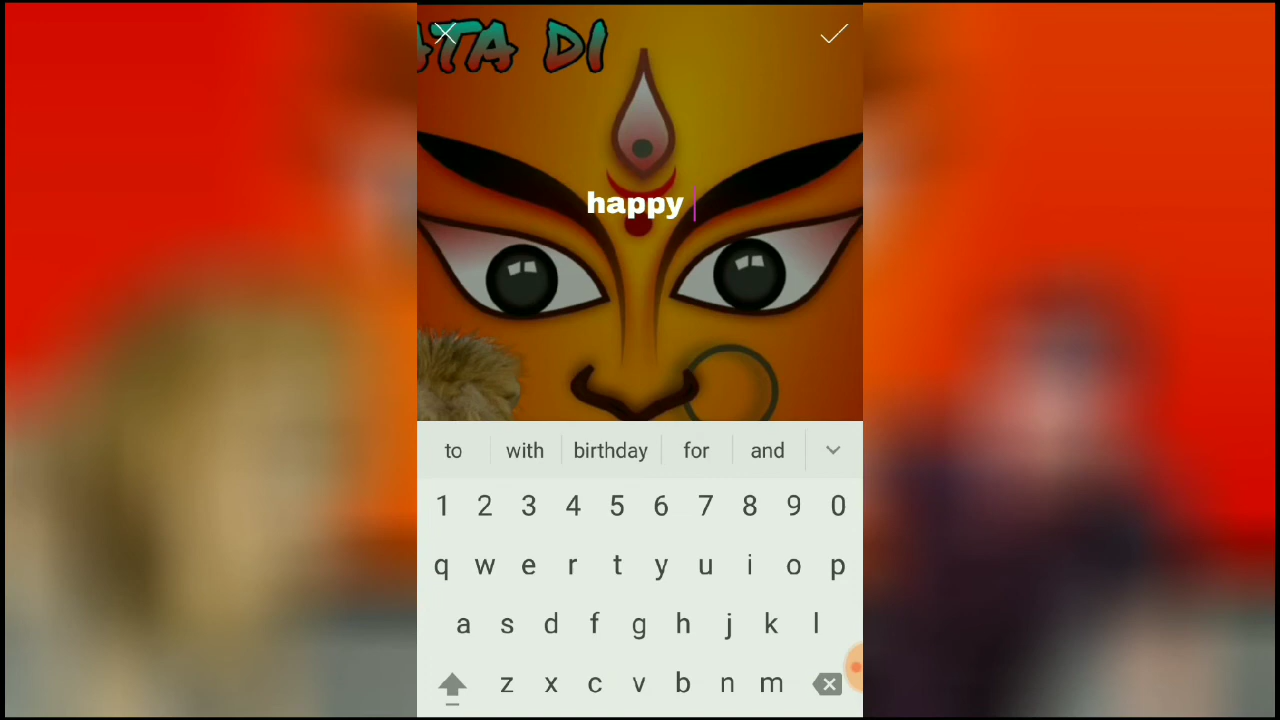 ATA DI
happy
to with birthday for and
1 2 3 4 5 6 7 8 9 0
q w e r t y u i o p
a s d f g h j k l
z x c v b n m